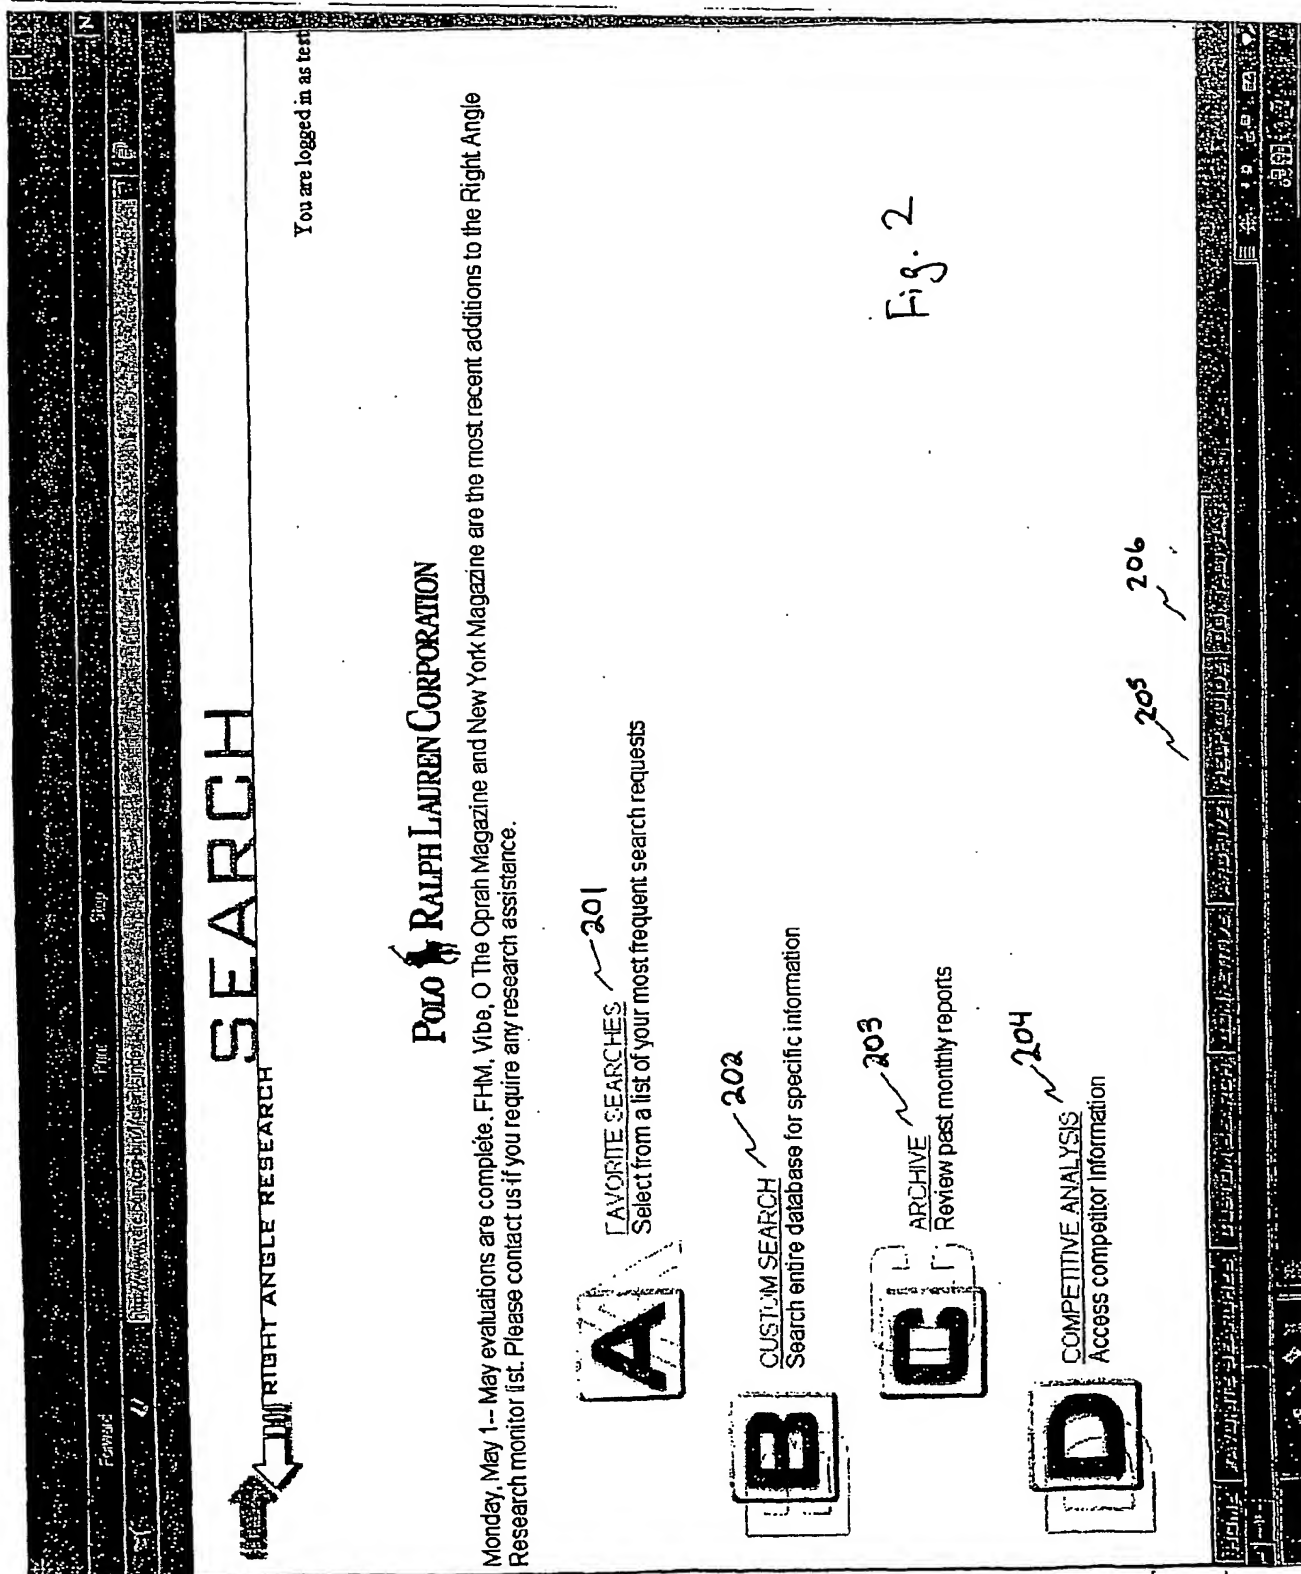 Forward
Print
Stop
SEARCH
RIGHT ANGLE RESEARCH
You are logged in as test
POLO RALPH LAUREN CORPORATION
Monday, May 1-- May evaluations are complete. FHM, Vibe, O The Oprah Magazine and New York Magazine are the most recent additions to the Right Angle
Research monitor list. Please contact us if you require any research assistance.
A
FAVORITE SEARCHES 201
Select from a list of your most frequent search requests
B
CUSTOM SEARCH 202
Search entire database for specific information
C
ARCHIVE 203
Review past monthly reports
D
COMPETITIVE ANALYSIS 204
Access competitor information
205 206
Fig. 2